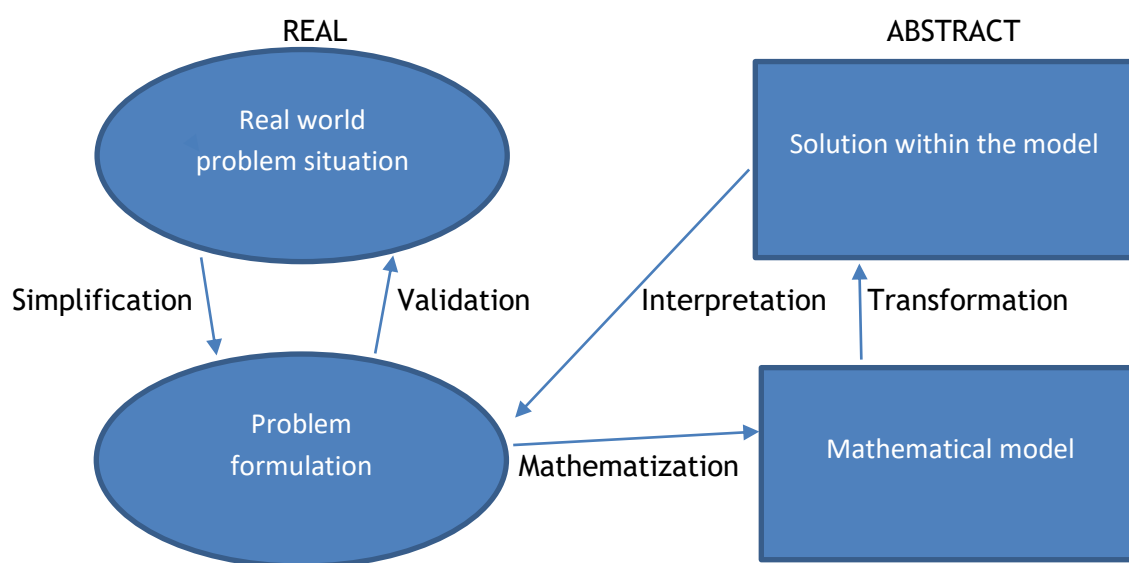 REAL
ABSTRACT
Real world
problem situation
Solution within the model
Simplification
Validation
Interpretation
Transformation
Problem
formulation
Mathematization
Mathematical model